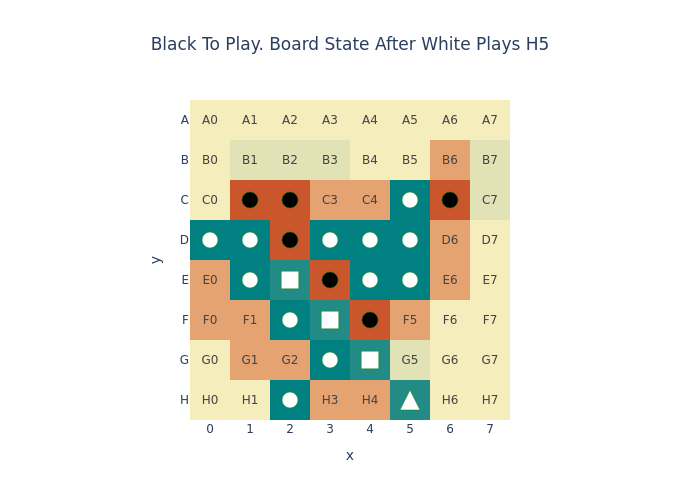 Black To Play. Board State After White Plays H5
A A0 A1 A2 A3 A4 A5 A6 A7
B B0 B1 B2 B3 B4 B5 B6 B7
C C0 C3 C4 C7
D D6 D7
y
E E0 E6 E7
F F0 F1 F5 F6 F7
G G0 G1 G2 G5 G6 G7
H H0 H1 H3 H4 H6 H7
0 1 2 3 4 5 6 7
x